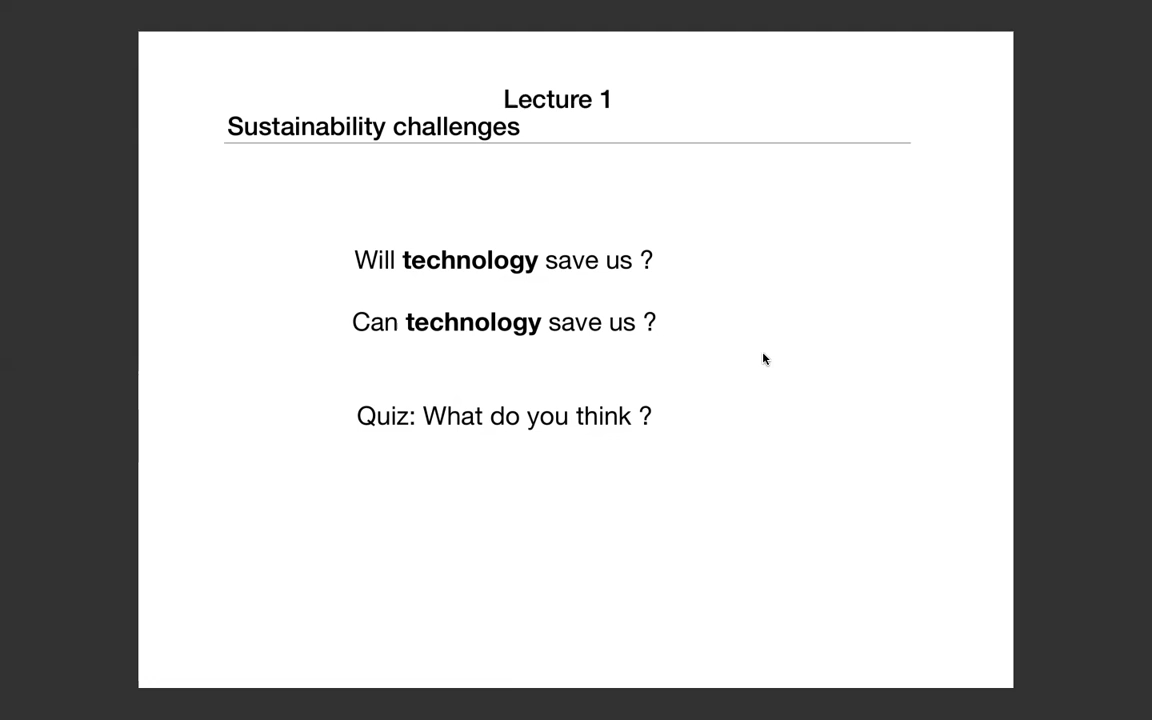 Lecture 1
Sustainability challenges
Will technology save us ?
Can technology save us ?
Quiz: What do you think ?